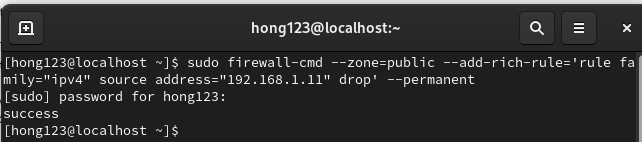 hong123@localhost:~
[hong123@localhost ~]$ sudo firewall-cmd --zone=public --add-rich-rule='rule fa
mily="ipv4" source address="192.168.1.11" drop' --permanent
[sudo] password for hong123:
success
[hong123@localhost ~]$